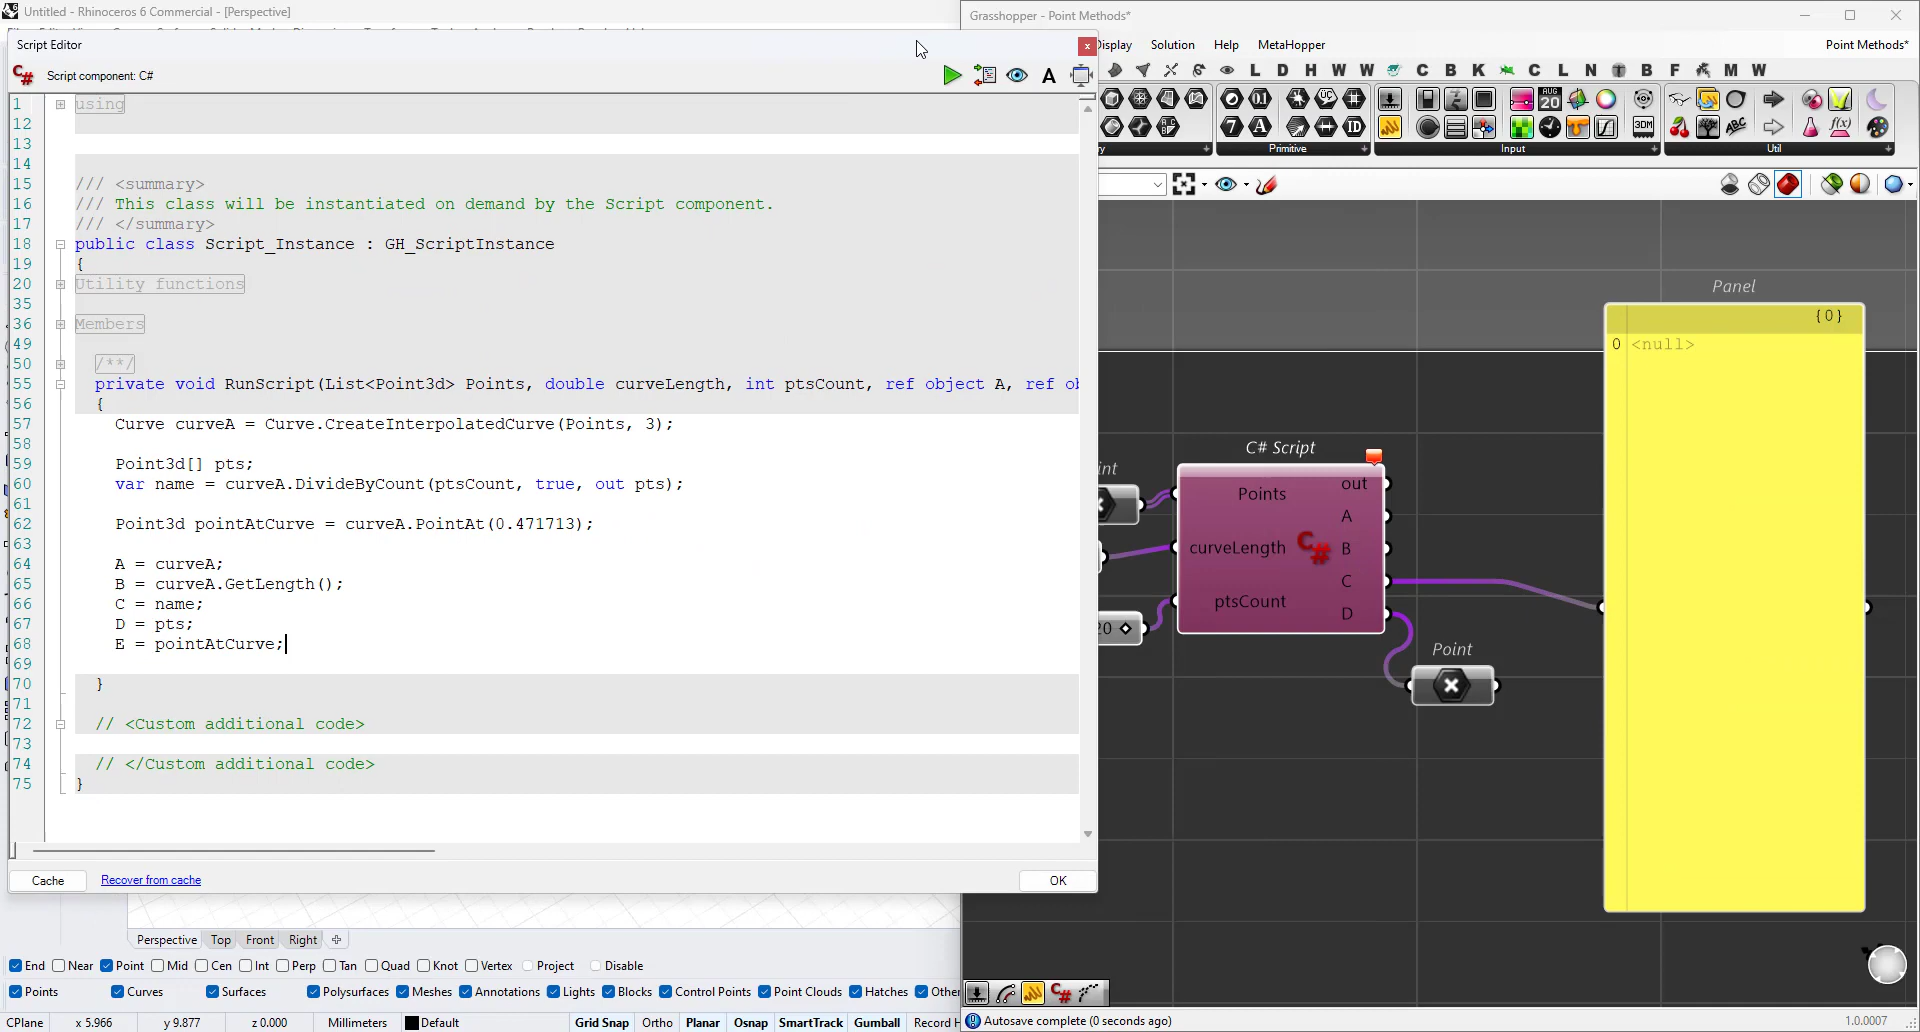 Untitled - Rhinoceros 6 Commercial - [Perspective]
Script Editor
Script component: C#
1 using
12
13
14
15 /// <summary>
16 /// This class will be instantiated on demand by the Script component.
17 /// </summary>
18 public class Script_Instance : GH_ScriptInstance
19 {
20 Utility functions
35
36 Members
49
50 /**/
55 private void RunScript(List<Point3d> Points, double curveLength, int ptsCount, ref object A, ref ob
56 {
57 Curve curveA = Curve.CreateInterpolatedCurve(Points, 3);
58
59 Point3d[] pts;
60 var name = curveA.DivideByCount(ptsCount, true, out pts);
61
62 Point3d pointAtCurve = curveA.PointAt(0.471713);
63
64 A = curveA;
65 B = curveA.GetLength();
66 C = name;
67 D = pts;
68 E = pointAtCurve;
69
70 }
71
72 // <Custom additional code>
73
74 // </Custom additional code>
75 }
Cache Recover from cache OK
Perspective Top Front Right
End Near Point Mid Cen Int Perp Tan Quad Knot Vertex Project Disable
Points Curves Surfaces Polysurfaces Meshes Annotations Lights Blocks Control Points Point Clouds Hatches Other
CPlane x 5.966 y 9.877 z 0.000 Millimeters Default Grid Snap Ortho Planar Osnap SmartTrack Gumball Record H
Grasshopper - Point Methods*
Display Solution Help MetaHopper Point Methods*
L D H W W C B K C L N B F M W
Primitive Input Util
Panel
{0}
0 <null>
C# Script
Points
curveLength
ptsCount
out
A
B
C
D
int
20
Point
Autosave complete (0 seconds ago) 1.0.0007